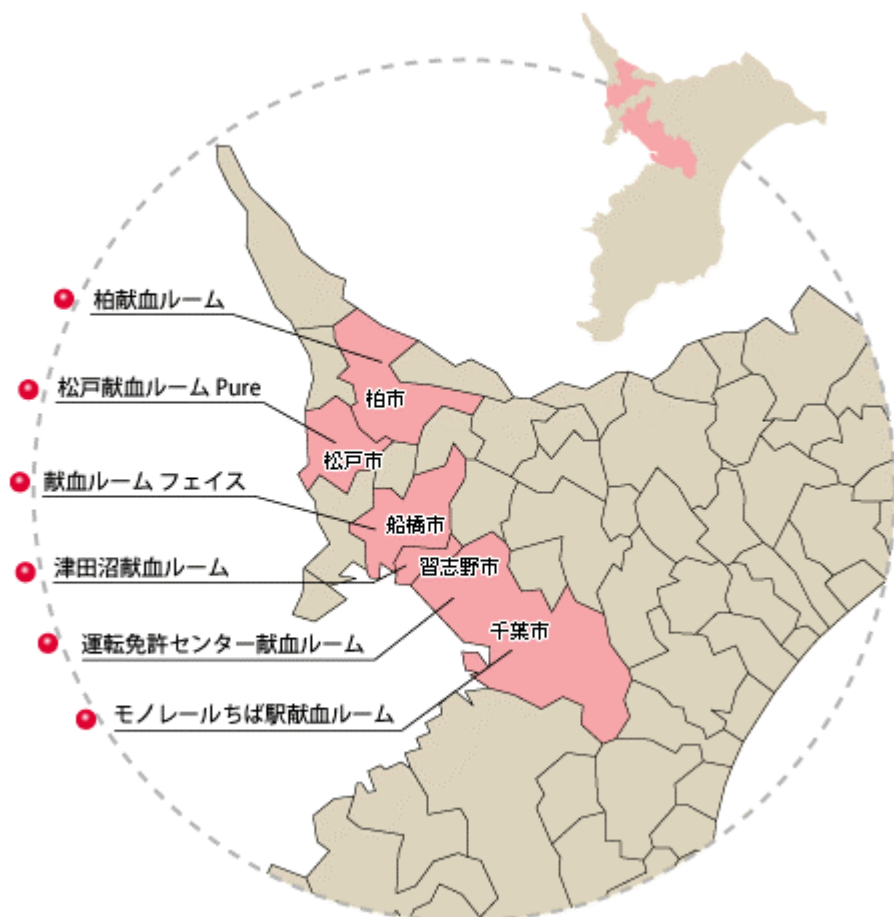 柏献血ルーム
松戸献血ルーム Pure
献血ルーム フェイス
津田沼献血ルーム
運転免許センター献血ルーム
モノレールちば駅献血ルーム
柏市
松戸市
船橋市
習志野市
千葉市